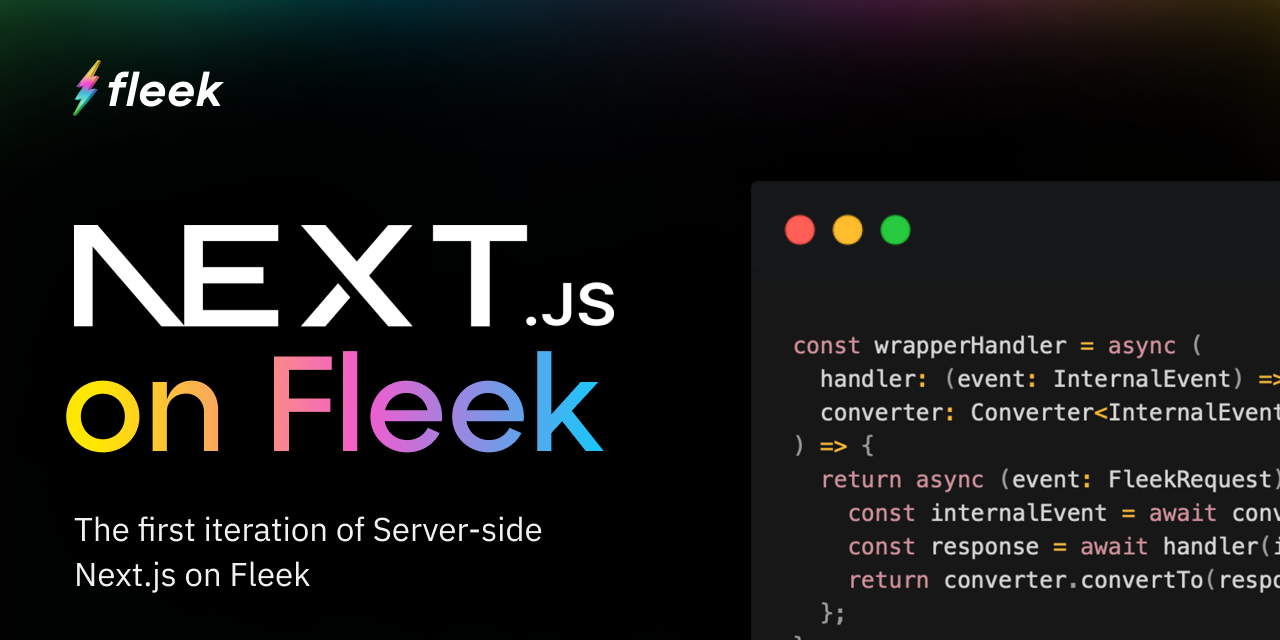 fleek
NEXT.JS
on Fleek
The first iteration of Server-side
Next.js on Fleek
const wrapperHandler = async (
handler: (event: InternalEvent) =>
converter: Converter<InternalEvent
) => {
return async (event: FleekRequest)
const internalEvent = await conv
const response = await handler(i
return converter.convertTo(respo
};